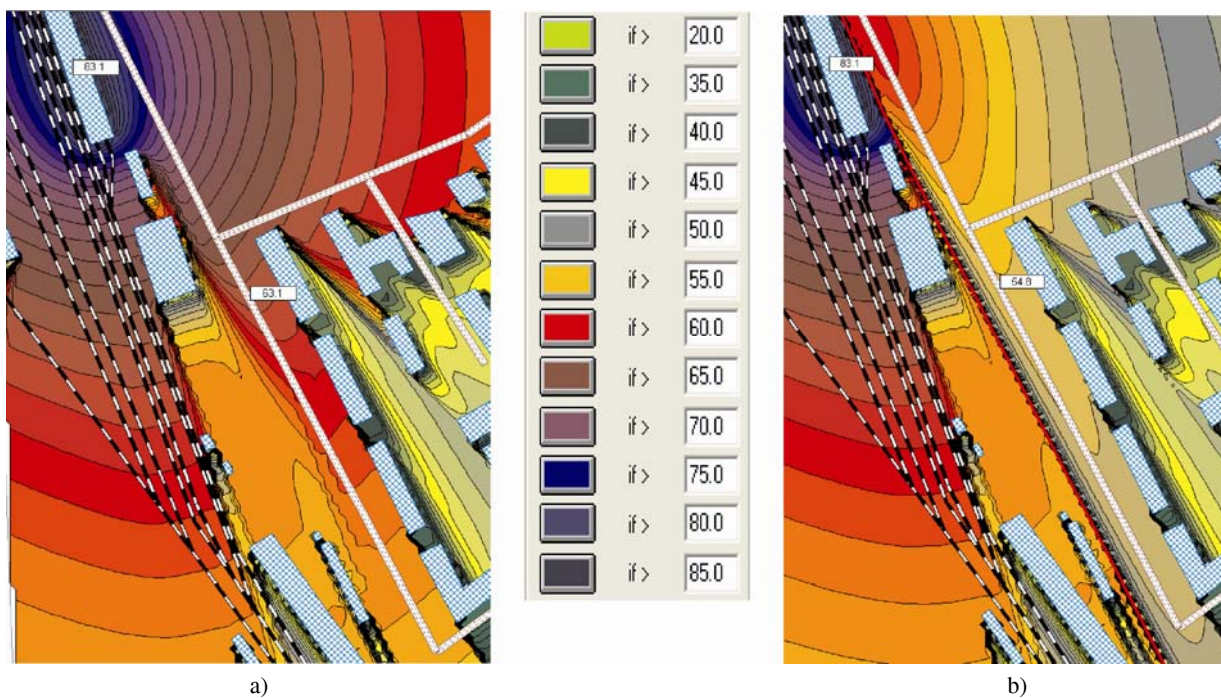 83.1
63.1
if > 20.0
if > 35.0
if > 40.0
if > 45.0
if > 50.0
if > 55.0
if > 60.0
if > 65.0
if > 70.0
if > 75.0
if > 80.0
if > 85.0
83.1
54.8
a)
b)